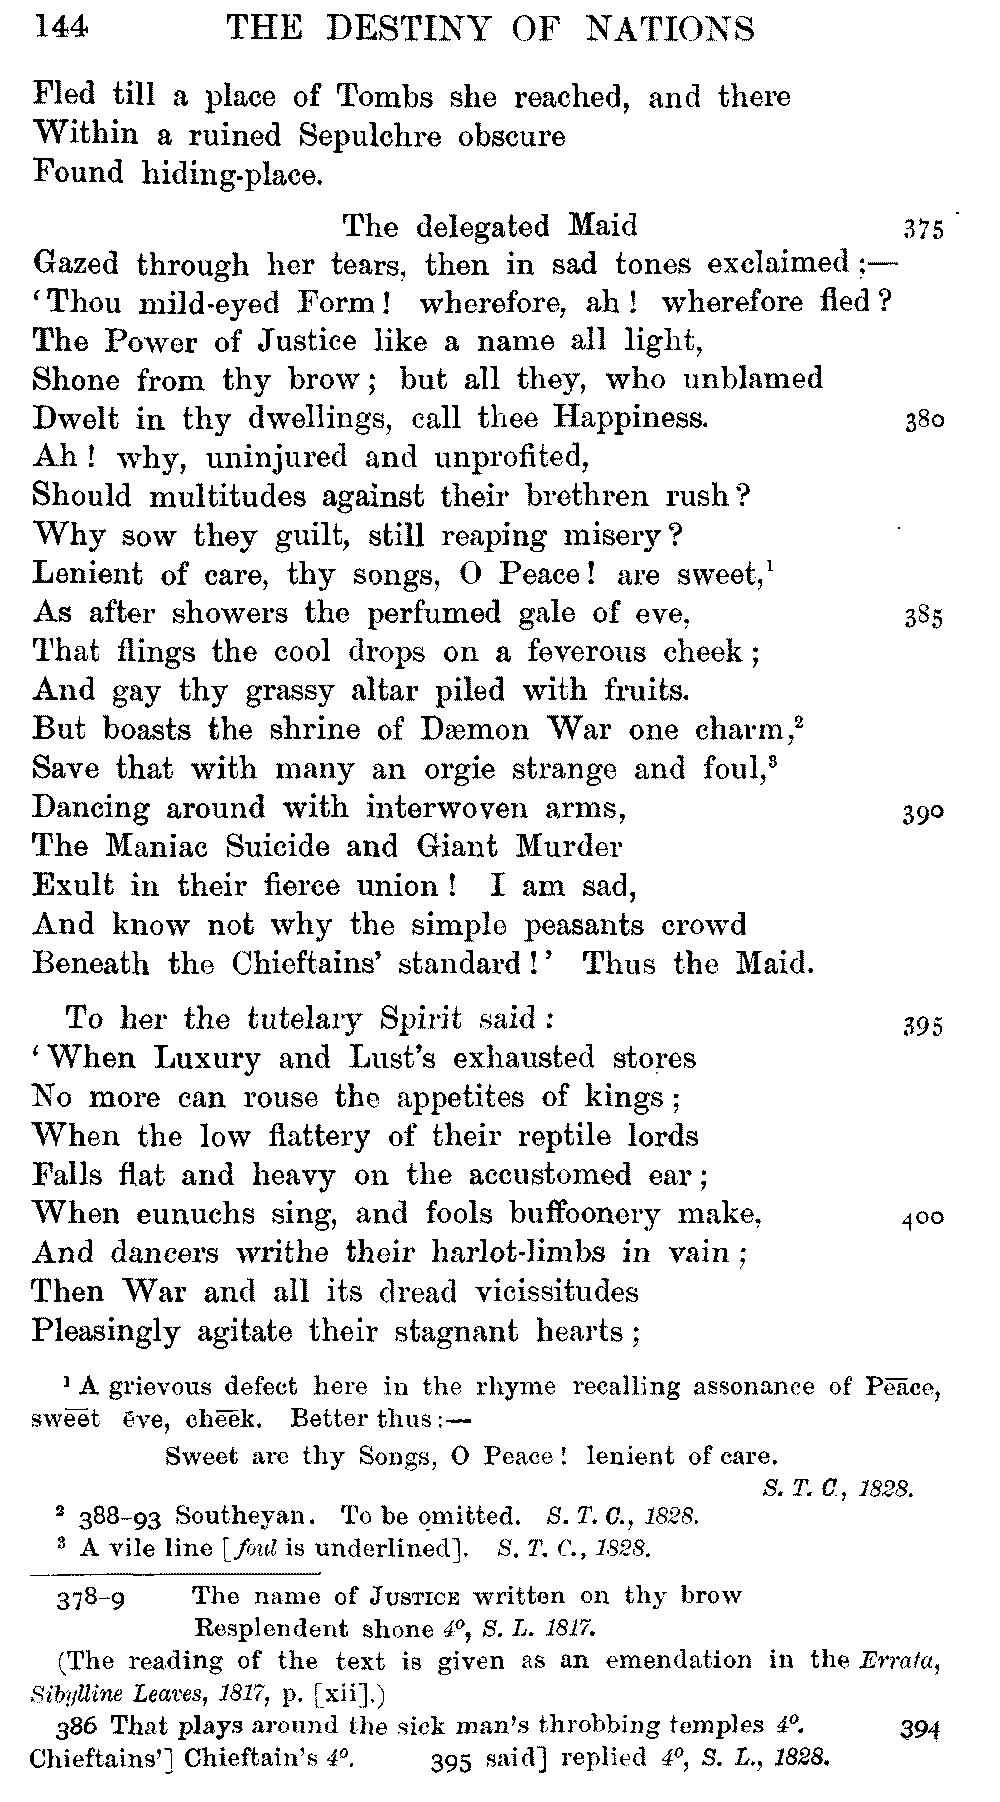 144 THE DESTINY OF NATIONS
Fled till a place of Tombs she reached, and there
Within a ruined Sepulchre obscure
Found hiding-place.
The delegated Maid 375
Gazed through her tears, then in sad tones exclaimed ;—
‘Thou mild-eyed Form! wherefore, ah! wherefore fled?
The Power of Justice like a name all light,
Shone from thy brow; but all they, who unblamed
Dwelt in thy dwellings, call thee Happiness. 380
Ah! why, uninjured and unprofited,
Should multitudes against their brethren rush?
Why sow they guilt, still reaping misery?
Lenient of care, thy songs, O Peace! are sweet,¹
As after showers the perfumed gale of eve, 385
That flings the cool drops on a feverous cheek;
And gay thy grassy altar piled with fruits.
But boasts the shrine of Dæmon War one charm,²
Save that with many an orgie strange and foul,³
Dancing around with interwoven arms, 390
The Maniac Suicide and Giant Murder
Exult in their fierce union! I am sad,
And know not why the simple peasants crowd
Beneath the Chieftains’ standard!’ Thus the Maid.
To her the tutelary Spirit said: 395
‘When Luxury and Lust’s exhausted stores
No more can rouse the appetites of kings;
When the low flattery of their reptile lords
Falls flat and heavy on the accustomed ear;
When eunuchs sing, and fools buffoonery make, 400
And dancers writhe their harlot-limbs in vain;
Then War and all its dread vicissitudes
Pleasingly agitate their stagnant hearts;
¹ A grievous defect here in the rhyme recalling assonance of Pe̅a̅ce,
swe̅e̅t ēve, che̅e̅k. Better thus:—
Sweet are thy Songs, O Peace! lenient of care.
S. T. C., 1828.
² 388–93 Southeyan. To be omitted. S. T. C., 1828.
³ A vile line [foul is underlined]. S. T. C., 1828.
378–9 The name of JUSTICE written on thy brow
Resplendent shone 4º, S. L. 1817.
(The reading of the text is given as an emendation in the Errata,
Sibylline Leaves, 1817, p. [xii].)
386 That plays around the sick man’s throbbing temples 4º. 394
Chieftains’] Chieftain’s 4º. 395 said] replied 4º, S. L., 1828.